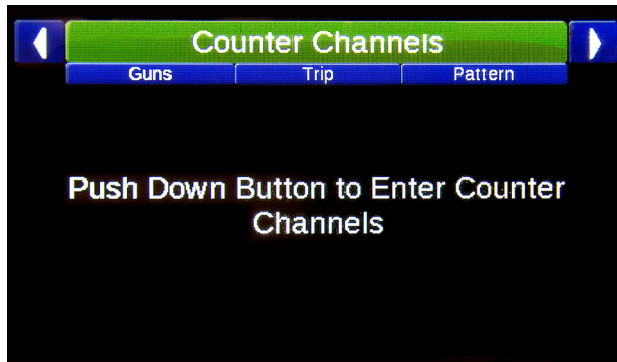 Counter Channels
Guns Trip Pattern
Push Down Button to Enter Counter
Channels